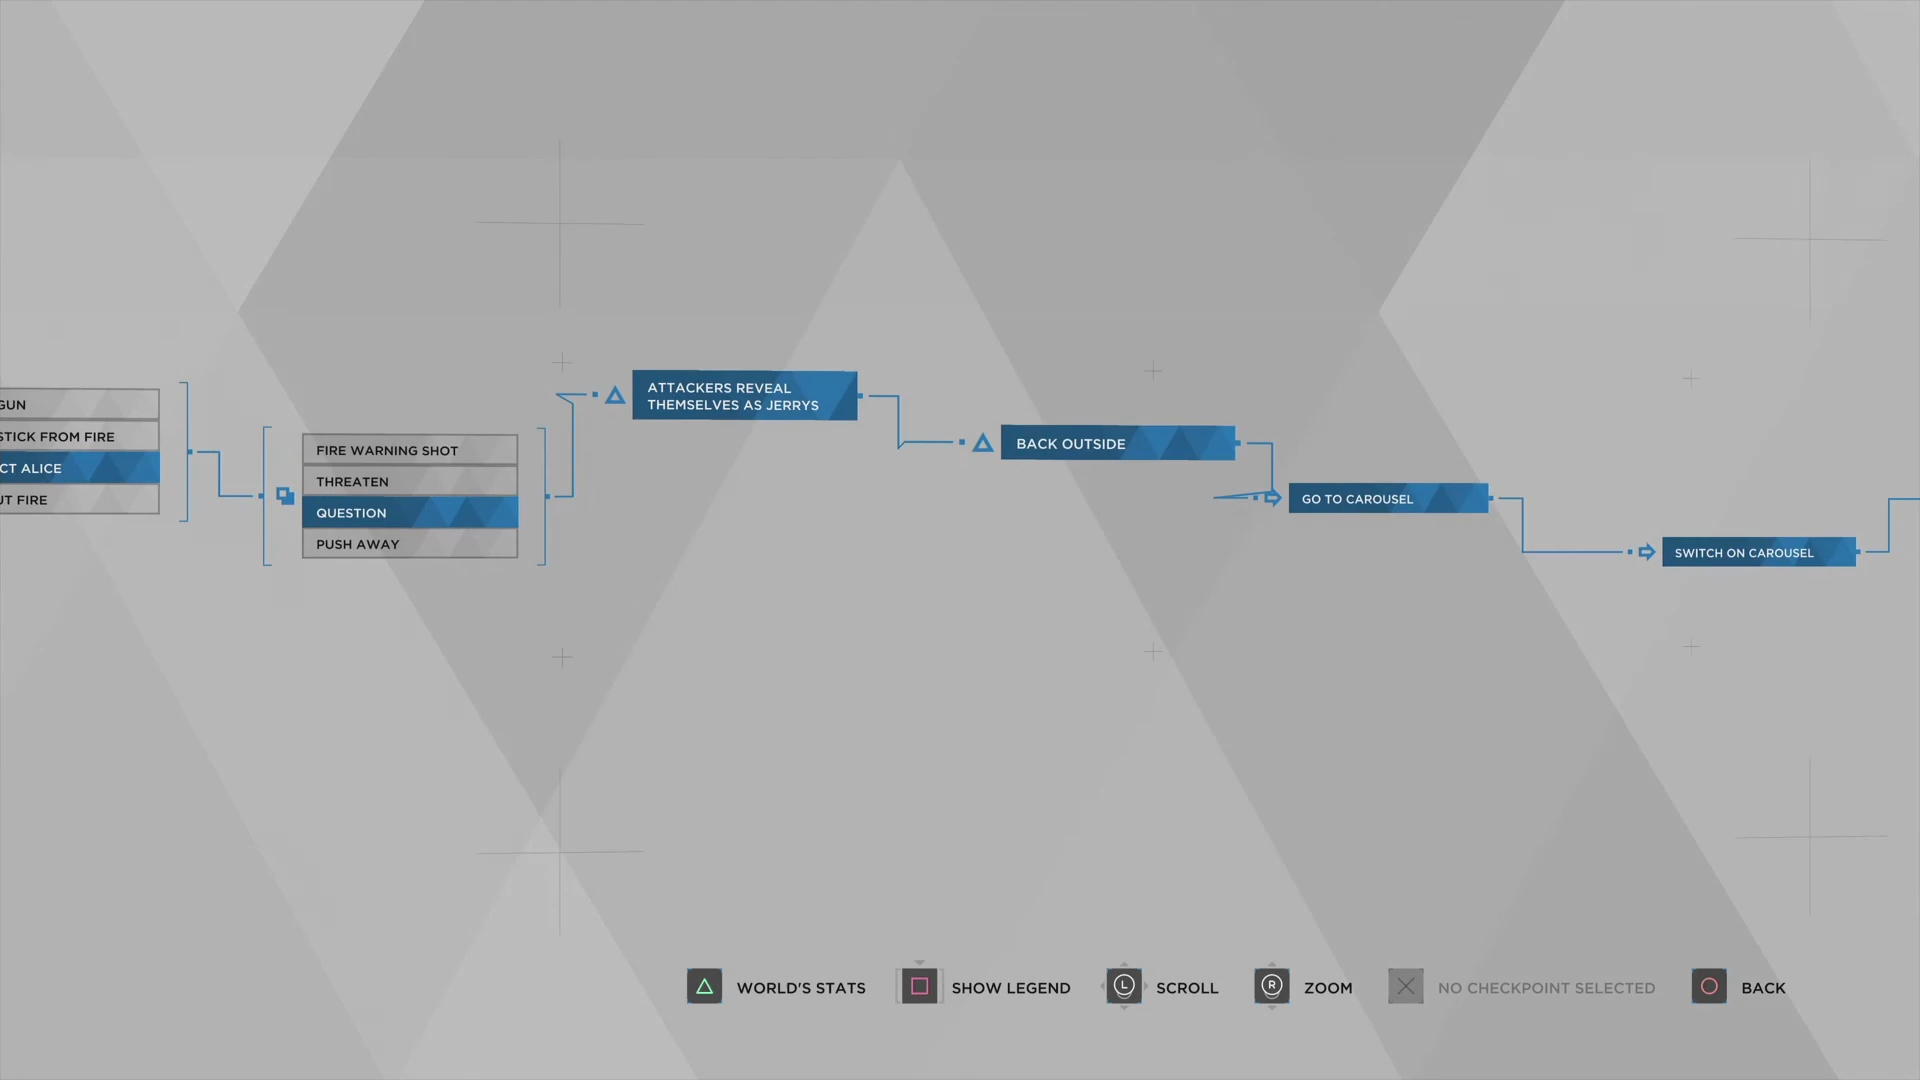 GUN
STICK FROM FIRE
CT ALICE
UT FIRE
FIRE WARNING SHOT
THREATEN
QUESTION
PUSH AWAY
ATTACKERS REVEAL
THEMSELVES AS JERRYS
BACK OUTSIDE
GO TO CAROUSEL
SWITCH ON CAROUSEL
WORLD'S STATS
SHOW LEGEND
L
SCROLL
R
ZOOM
NO CHECKPOINT SELECTED
BACK